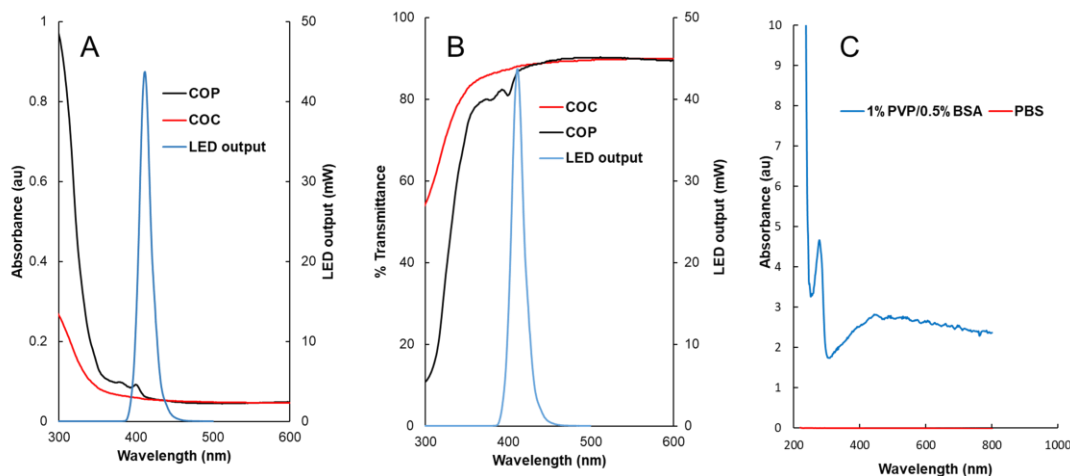 A
Absorbance (au)
1
0.8
0.6
0.4
0.2
0
300
400
500
600
Wavelength (nm)
50
40
30
20
10
0
LED output (mW)
COP
COC
LED output
B
% Transmittance
100
80
60
40
20
0
300
400
500
600
Wavelength (nm)
50
40
30
20
10
0
LED output (mW)
COC
COP
LED output
C
Absorbance (au)
10
9
8
7
6
5
4
3
2
1
0
200
400
600
800
1000
Wavelength (nm)
1% PVP/0.5% BSA
PBS